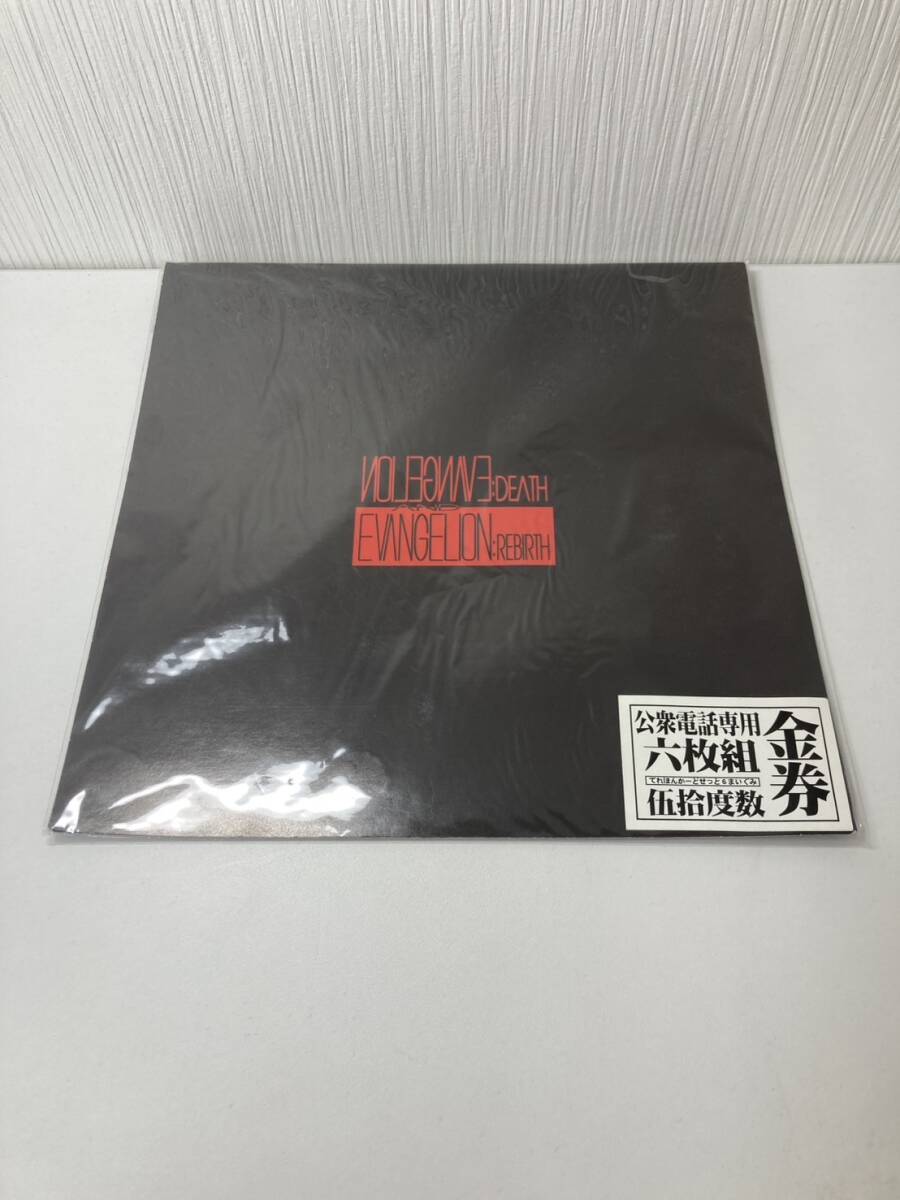 EVANGELION:DEATH
AND
EVANGELION:REBIRTH
公衆電話専用
六枚組
てれほんかーどせっと6まいぐみ
伍拾度数
金券